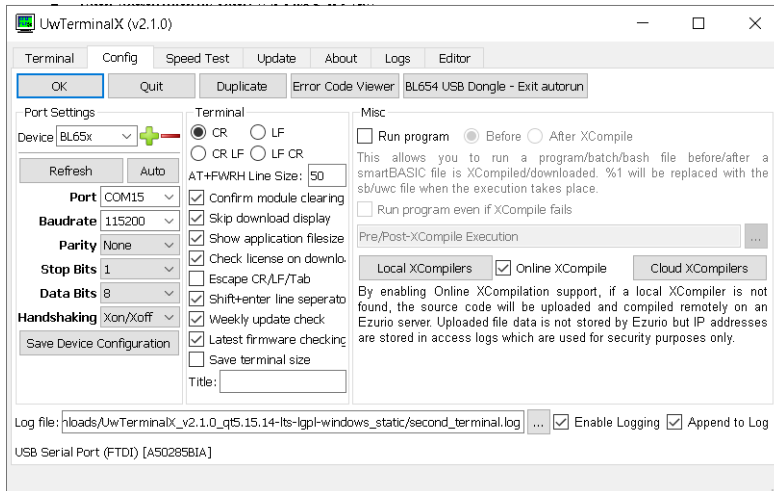 UwTerminalX (v2.1.0)
Terminal Config Speed Test Update About Logs Editor
OK Quit Duplicate Error Code Viewer BL654 USB Dongle - Exit autorun
Port Settings
Device BL65x
Refresh Auto
Port COM15
Baudrate 115200
Parity None
Stop Bits 1
Data Bits 8
Handshaking Xon/Xoff
Save Device Configuration
Terminal
CR LF
CR LF LF CR
AT+FWRH Line Size: 50
Confirm module clearing
Skip download display
Show application filesize
Check license on downlo
Escape CR/LF/Tab
Shift+enter line seperato
Weekly update check
Latest firmware checking
Save terminal size
Title:
Misc
Run program Before After XCompile
This allows you to run a program/batch/bash file before/after a
smartBASIC file is XCompiled/downloaded. %1 will be replaced with the
sb/uwc file when the execution takes place.
Run program even if XCompile fails
Pre/Post-XCompile Execution ...
Local XCompilers Online XCompile Cloud XCompilers
By enabling Online XCompilation support, if a local XCompiler is not
found, the source code will be uploaded and compiled remotely on an
Ezurio server. Uploaded file data is not stored by Ezurio but IP addresses
are stored in access logs which are used for security purposes only.
Log file: nloads/UwTerminalX_v2.1.0_qt5.15.14-lts-lgpl-windows_static/second_terminal.log ... Enable Logging Append to Log
USB Serial Port (FTDI) [A50285BIA]